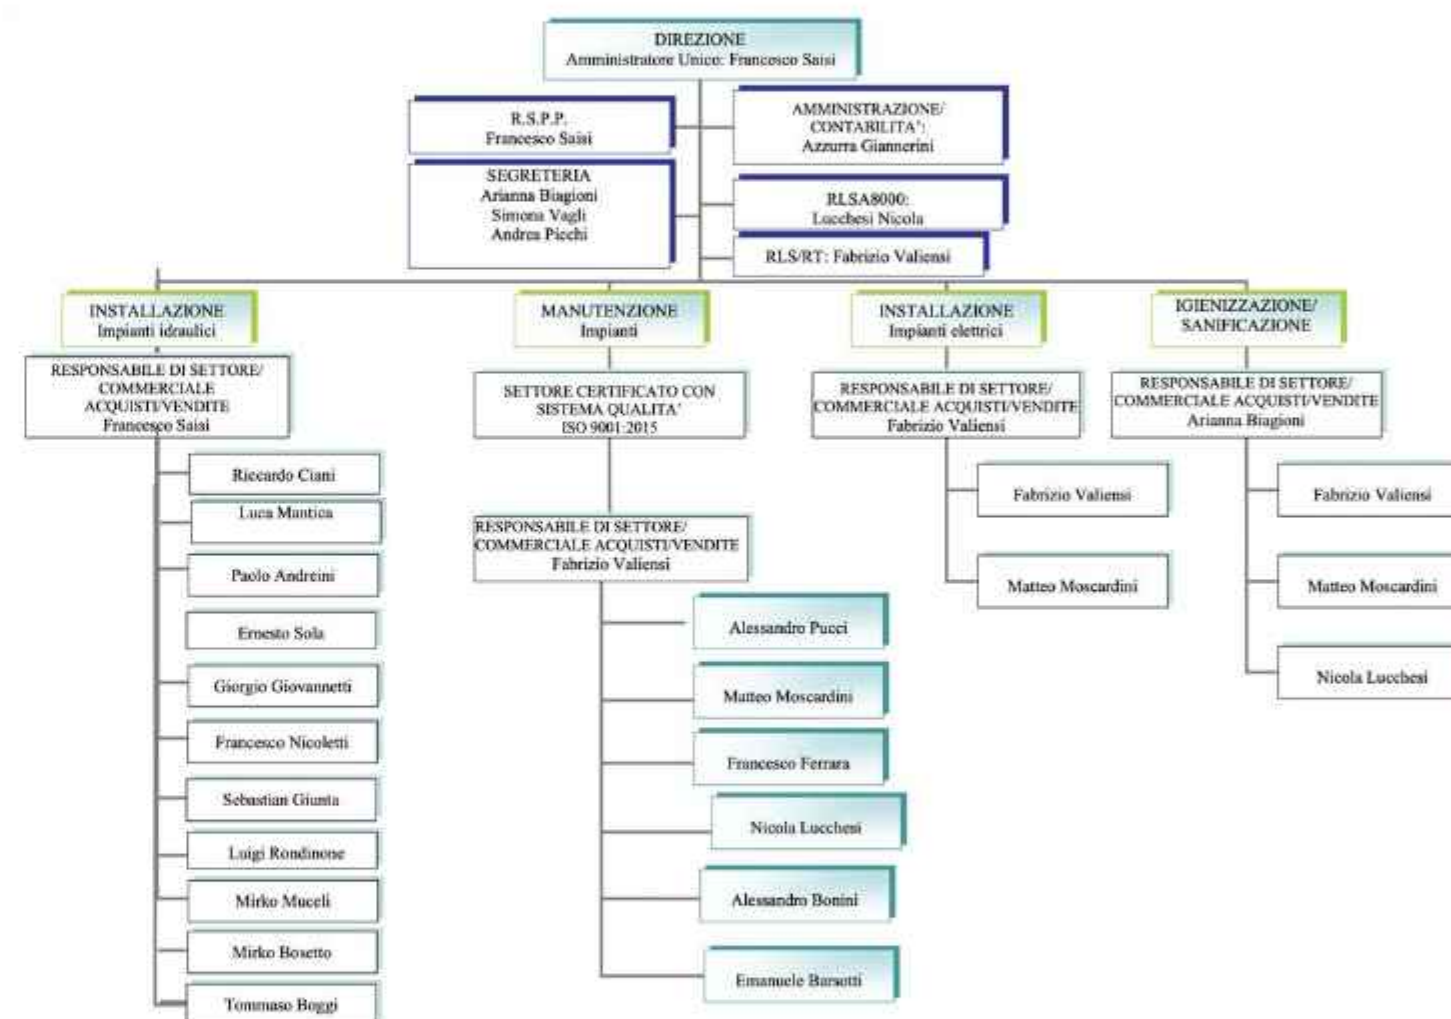 DIREZIONE
Amministratore Unico: Francesco Saisi
R.S.P.P.
Francesco Saisi
AMMINISTRAZIONE/
CONTABILITA':
Azzurra Giannerini
SEGRETERIA
Arianna Biagioni
Simona Vagli
Andrea Picchi
RLSA8000:
Lucchesi Nicola
RLS/RT: Fabrizio Valiensi
INSTALLAZIONE
Impianti idraulici
RESPONSABILE DI SETTORE/
COMMERCIALE
ACQUISTI/VENDITE
Francesco Saisi
Riccardo Ciani
Luca Mantica
Paolo Andreini
Ernesto Sola
Giorgio Giovannetti
Francesco Nicoletti
Sebastian Giunta
Luigi Rondinone
Mirko Muceli
Mirko Bosetto
Tommaso Boggi
MANUTENZIONE
Impianti
SETTORE CERTIFICATO CON
SISTEMA QUALITA'
ISO 9001:2015
RESPONSABILE DI SETTORE/
COMMERCIALE ACQUISTI/VENDITE
Fabrizio Valiensi
Alessandro Pucci
Matteo Moscardini
Francesco Ferrara
Nicola Lucchesi
Alessandro Bonini
Emanuele Barsotti
INSTALLAZIONE
Impianti elettrici
RESPONSABILE DI SETTORE/
COMMERCIALE ACQUISTI/VENDITE
Fabrizio Valiensi
Fabrizio Valiensi
Matteo Moscardini
IGIENIZZAZIONE/
SANIFICAZIONE
RESPONSABILE DI SETTORE/
COMMERCIALE ACQUISTI/VENDITE
Arianna Biagioni
Fabrizio Valiensi
Matteo Moscardini
Nicola Lucchesi